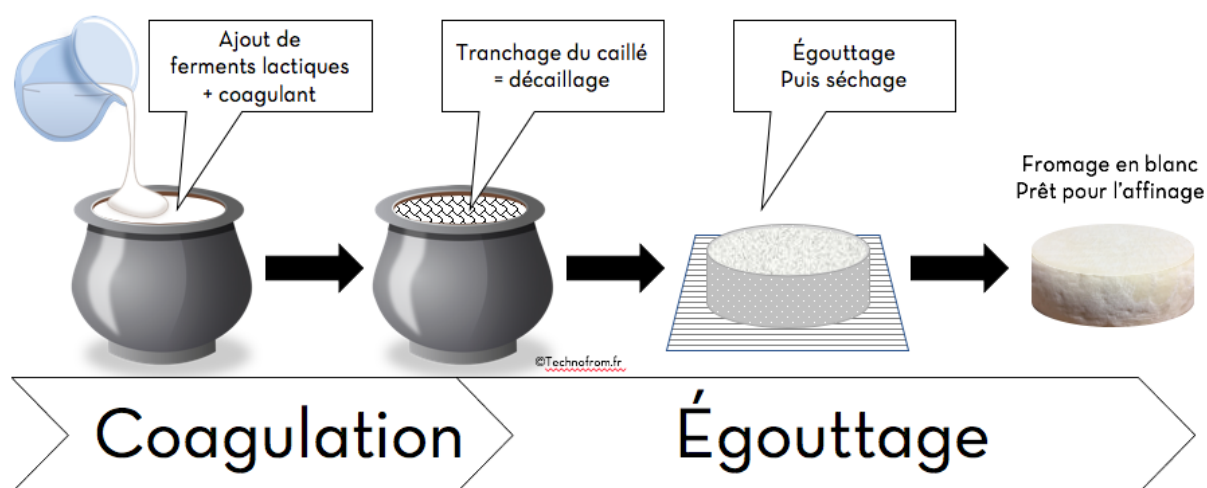 Ajout de
ferments lactiques
+ coagulant
Tranchage du caillé
= décaillage
Égouttage
Puis séchage
Fromage en blanc
Prêt pour l'affinage
©Technofrom.fr
Coagulation
Égouttage